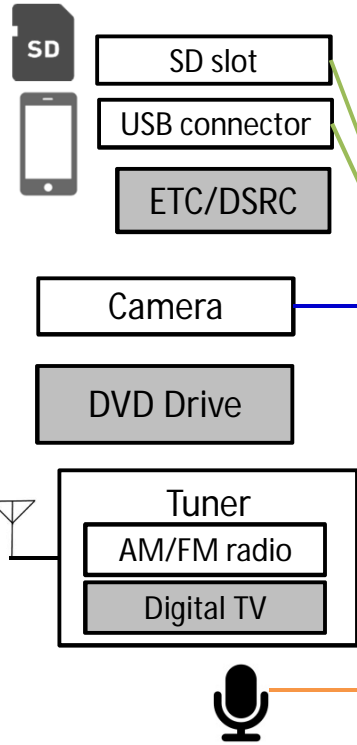 SD
SD slot
USB connector
ETC/DSRC
Camera
DVD Drive
Tuner
AM/FM radio
Digital TV